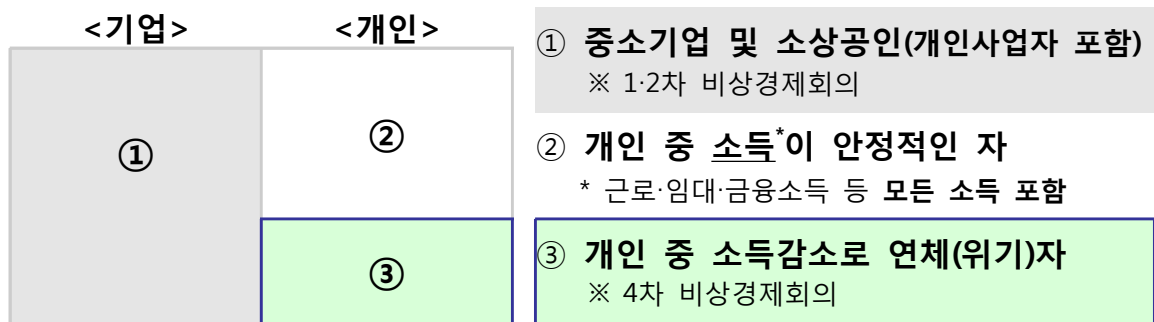 <기업> <개인>
①
②
③
① 중소기업 및 소상공인(개인사업자 포함)
※ 1·2차 비상경제회의
② 개인 중 소득*이 안정적인 자
* 근로·임대·금융소득 등 모든 소득 포함
③ 개인 중 소득감소로 연체(위기)자
※ 4차 비상경제회의